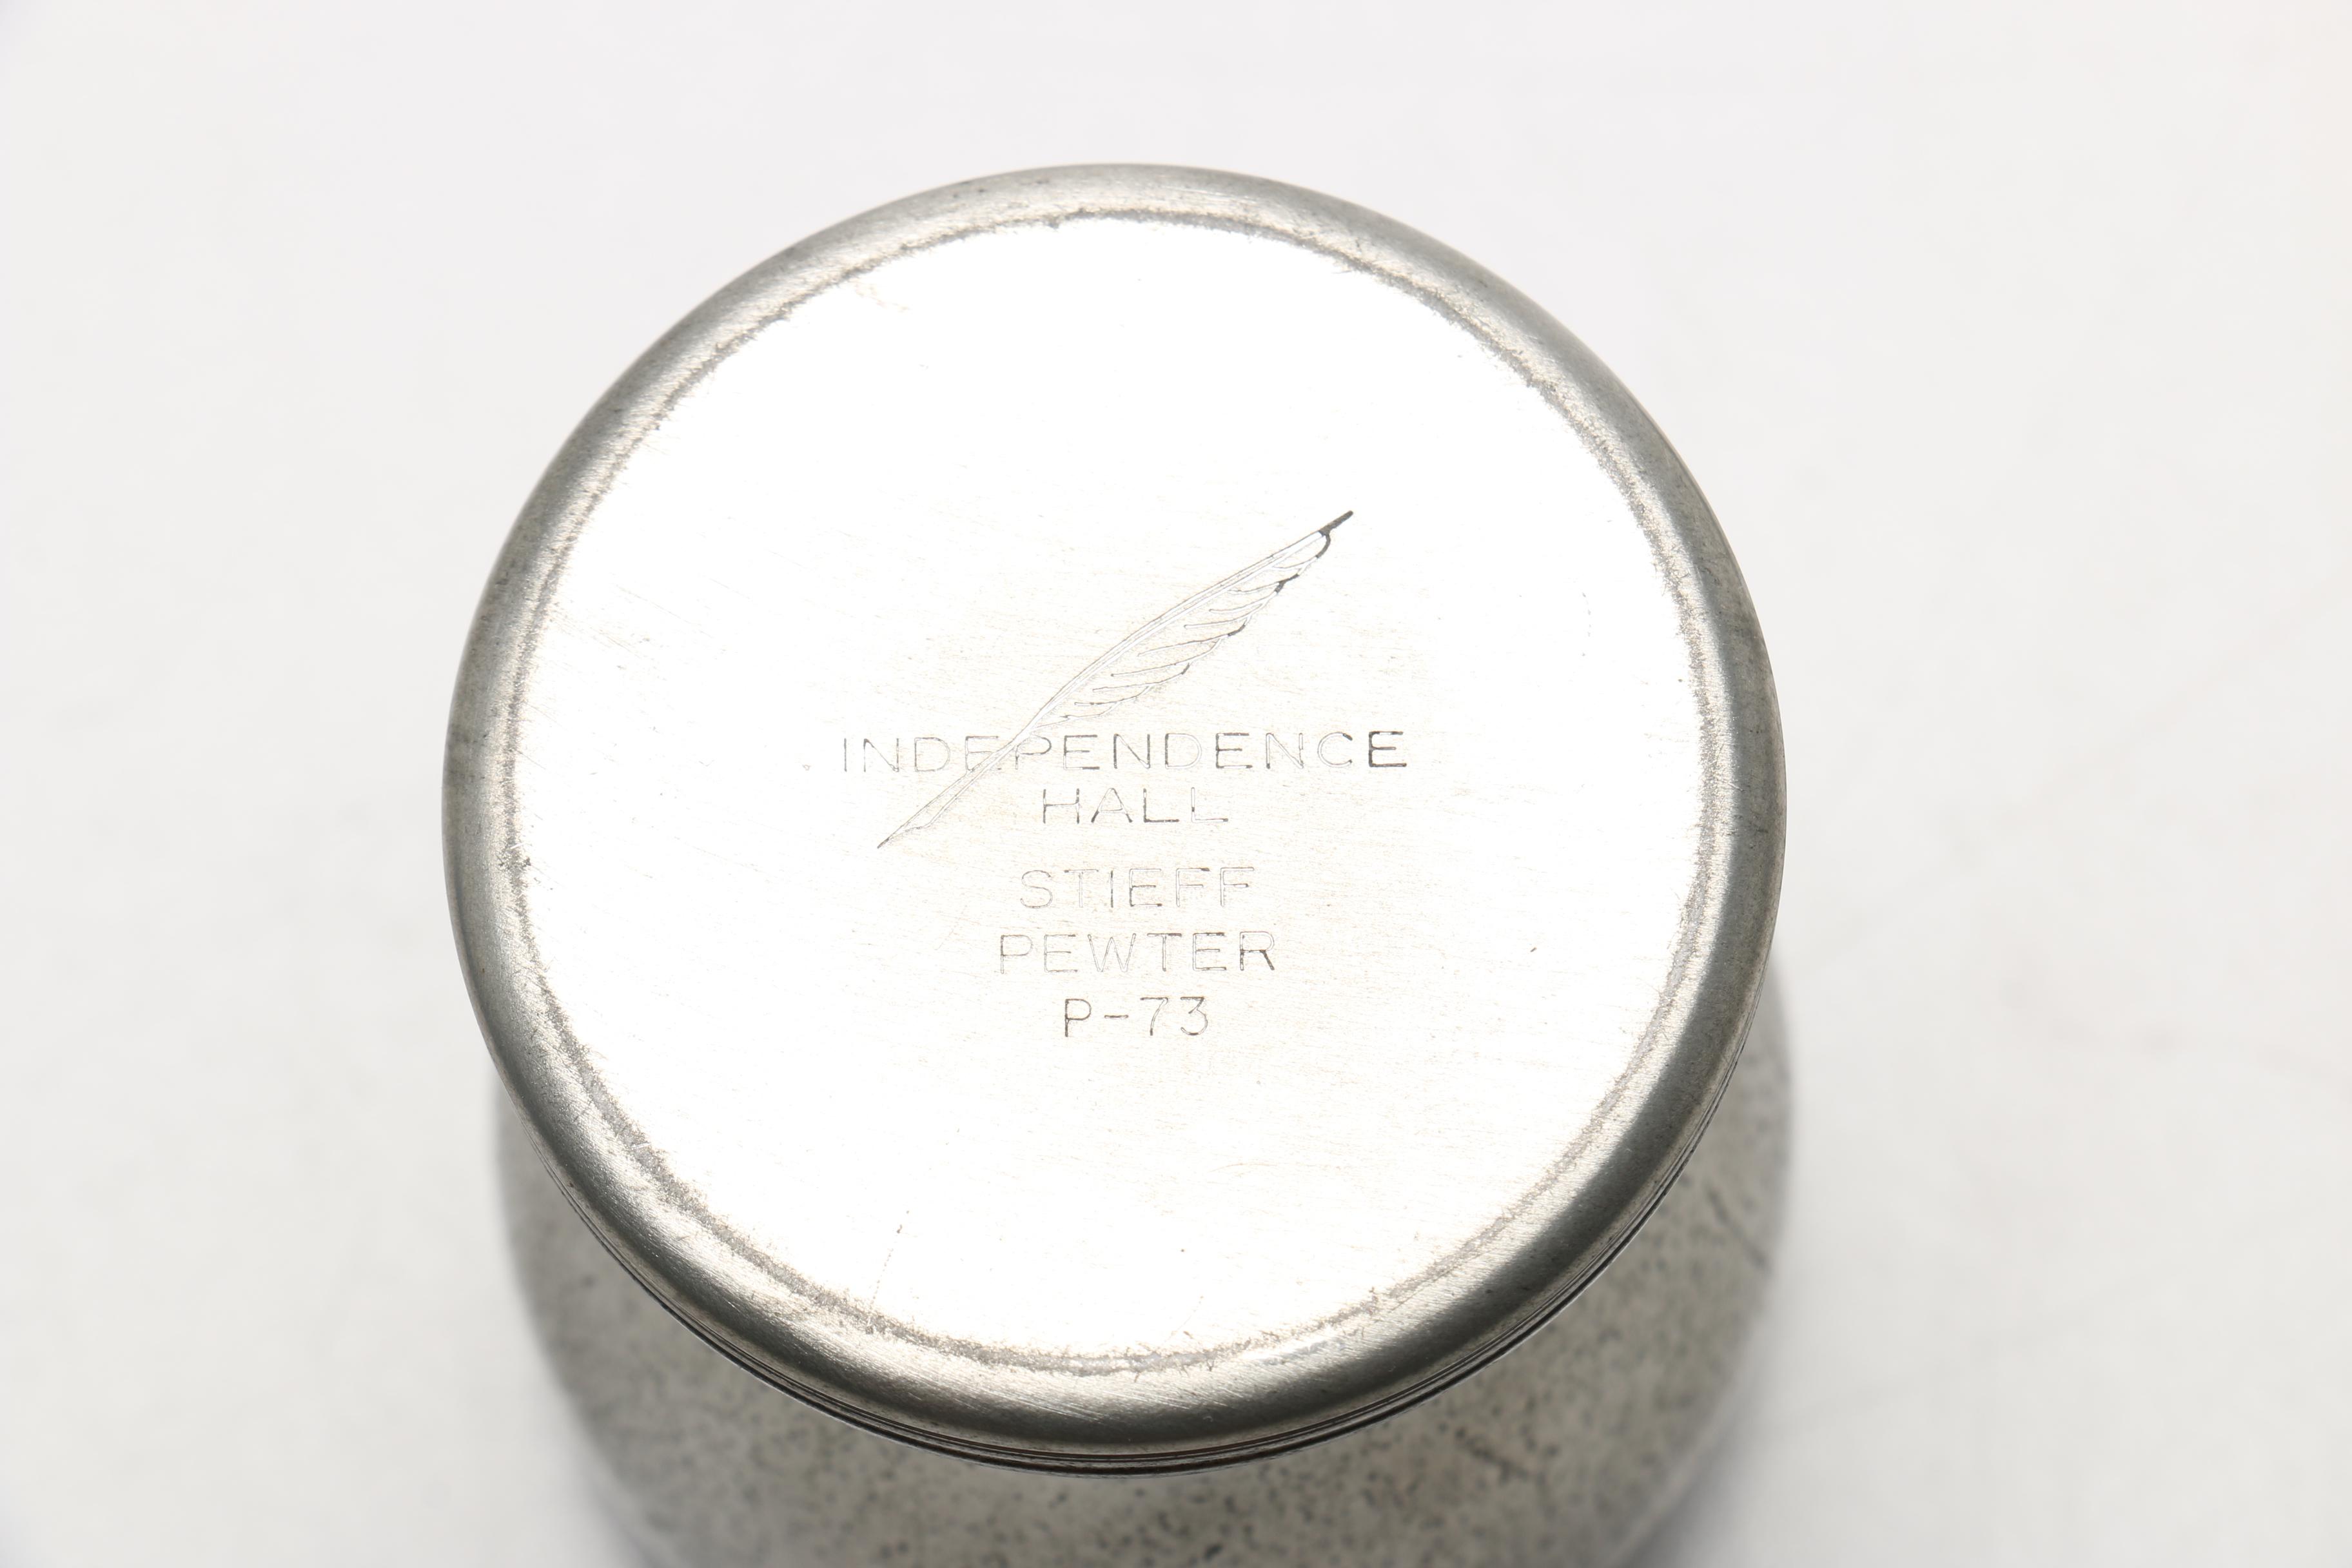 INDEPENDENCE
HALL
STIEFF
PEWTER
P-73